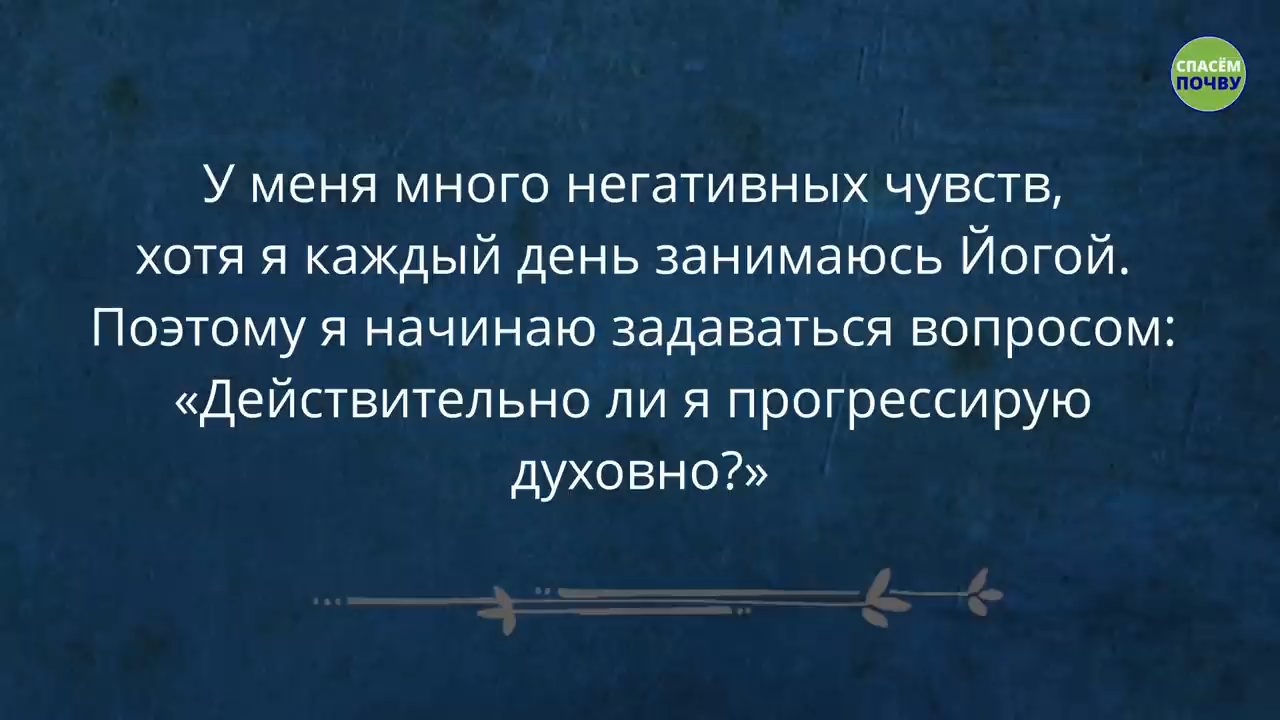 СПАСЁМ
ПОЧВУ
У меня много негативных чувств,
хотя я каждый день занимаюсь Йогой.
Поэтому я начинаю задаваться вопросом:
«Действительно ли я прогрессирую
духовно?»